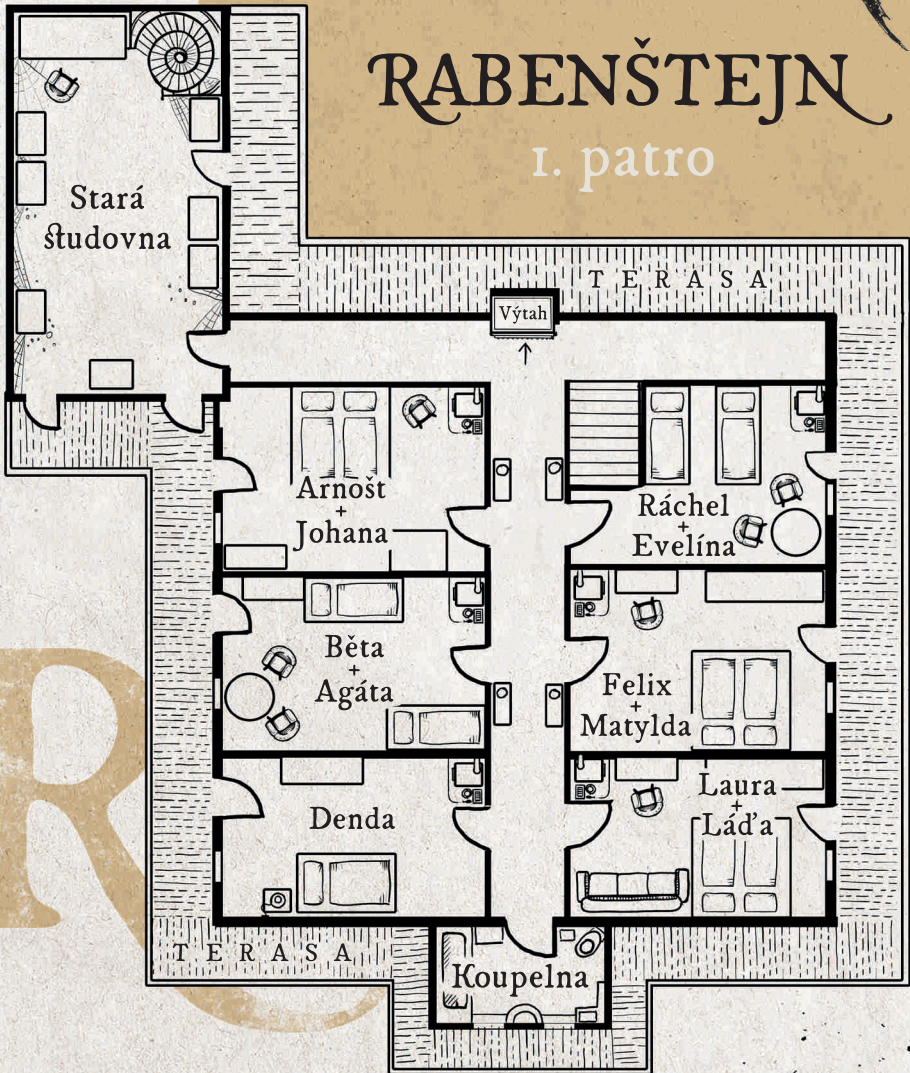 RABENŠTEJN
1. patro
Stará
studovna
TERASA
Výtah
Arnošt
+
Johana
Ráchel
+
Evelína
Běta
+
Agáta
Felix
+
Matylda
Denda
Laura
+
Láďa
TERASA
Koupelna
R